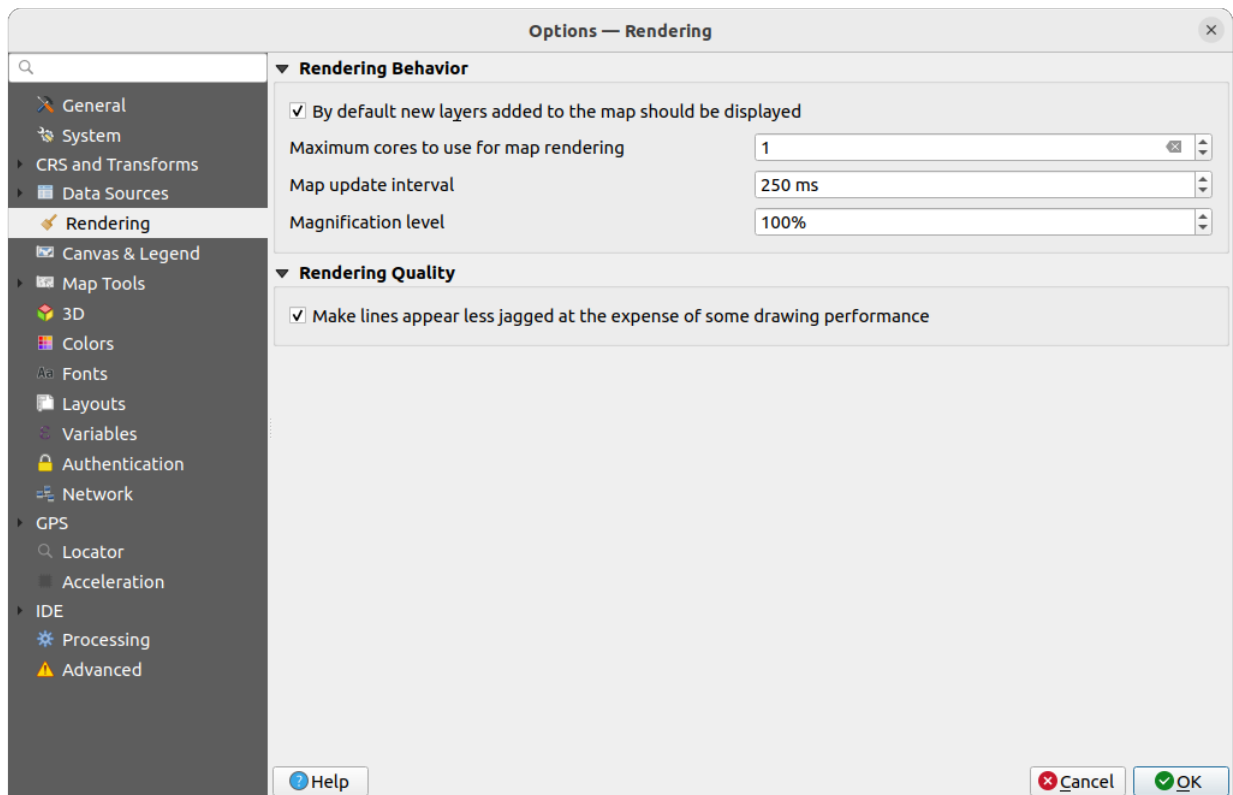 Options — Rendering
General
System
CRS and Transforms
Data Sources
Rendering
Canvas & Legend
Map Tools
3D
Colors
Aa Fonts
Layouts
ε Variables
Authentication
Network
GPS
Locator
Acceleration
IDE
Processing
Advanced
Rendering Behavior
By default new layers added to the map should be displayed
Maximum cores to use for map rendering 1
Map update interval 250 ms
Magnification level 100%
Rendering Quality
Make lines appear less jagged at the expense of some drawing performance
Help Cancel OK